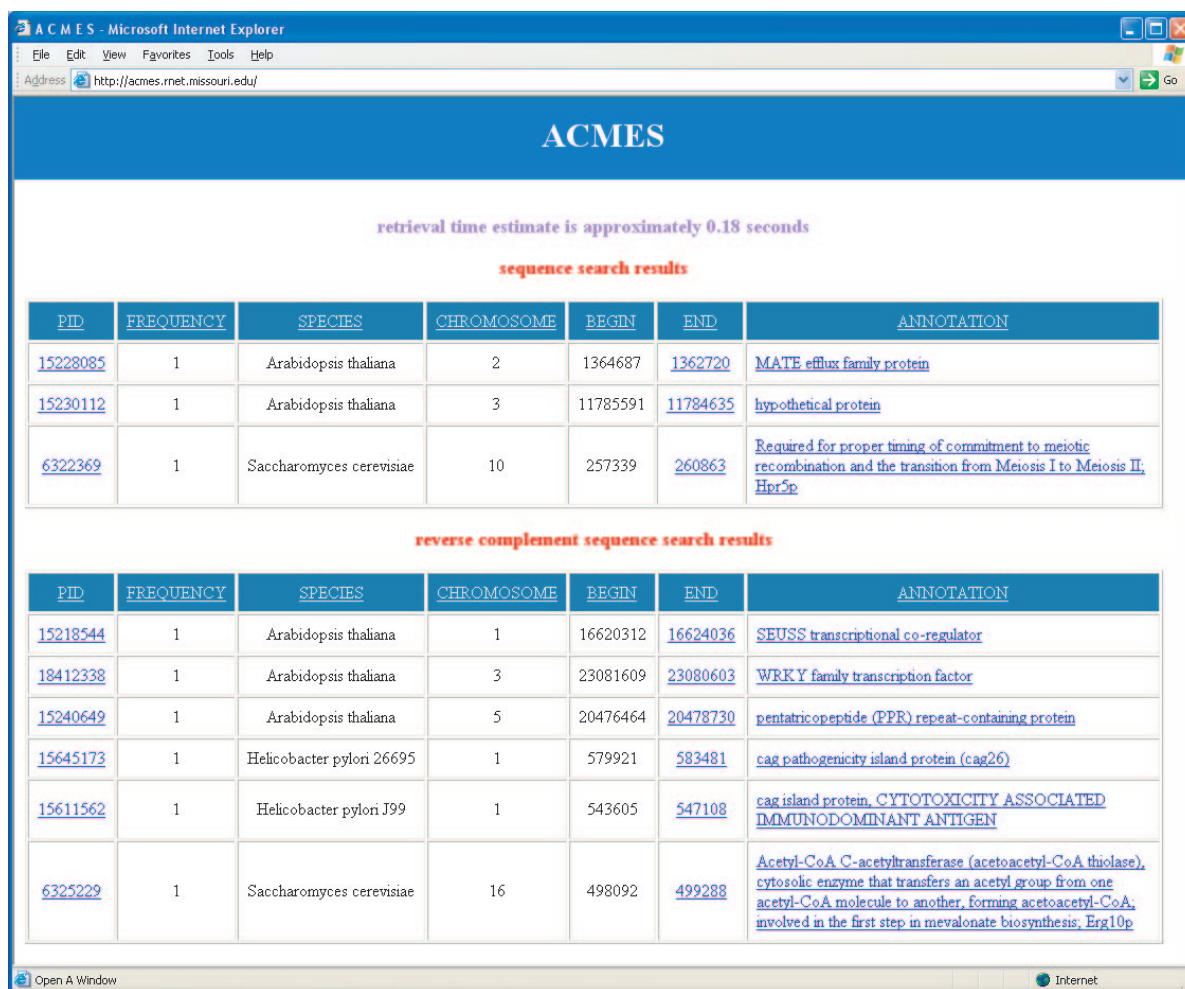 A C M E S - Microsoft Internet Explorer
File Edit View Favorites Tools Help
Address http://acmes.rnet.missouri.edu/ Go
ACMES
retrieval time estimate is approximately 0.18 seconds
sequence search results
PID FREQUENCY SPECIES CHROMOSOME BEGIN END ANNOTATION
15228085 1 Arabidopsis thaliana 2 1364687 1362720 MATE efflux family protein
15230112 1 Arabidopsis thaliana 3 11785591 11784635 hypothetical protein
6322369 1 Saccharomyces cerevisiae 10 257339 260863 Required for proper timing of commitment to meiotic
recombination and the transition from Meiosis I to Meiosis II;
Hpr5p
reverse complement sequence search results
PID FREQUENCY SPECIES CHROMOSOME BEGIN END ANNOTATION
15218544 1 Arabidopsis thaliana 1 16620312 16624036 SEUSS transcriptional co-regulator
18412338 1 Arabidopsis thaliana 3 23081609 23080603 WRKY family transcription factor
15240649 1 Arabidopsis thaliana 5 20476464 20478730 pentatricopeptide (PPR) repeat-containing protein
15645173 1 Helicobacter pylori 26695 1 579921 583481 cag pathogenicity island protein (cag26)
15611562 1 Helicobacter pylori J99 1 543605 547108 cag island protein, CYTOTOXICITY ASSOCIATED
IMMUNODOMINANT ANTIGEN
6325229 1 Saccharomyces cerevisiae 16 498092 499288 Acetyl-CoA C-acetyltransferase (acetoacetyl-CoA thiolase),
cytosolic enzyme that transfers an acetyl group from one
acetyl-CoA molecule to another, forming acetoacetyl-CoA;
involved in the first step in mevalonate biosynthesis; Erg10p
Open A Window Internet